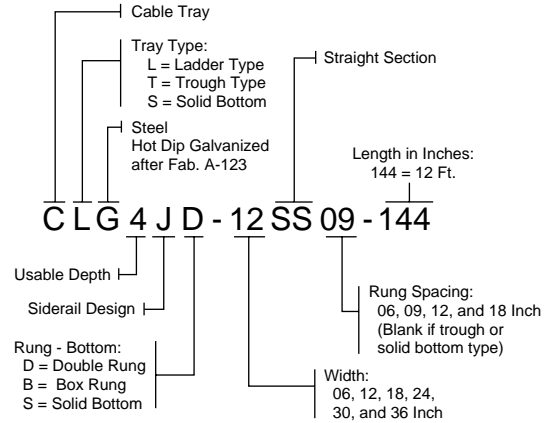 Cable Tray
Tray Type:
L = Ladder Type
T = Trough Type
S = Solid Bottom
Straight Section
Steel
Hot Dip Galvanized
after Fab. A-123
Length in Inches:
144 = 12 Ft.
C L G 4 J D - 12 SS 09 - 144
Usable Depth
Siderail Design
Rung - Bottom:
D = Double Rung
B = Box Rung
S = Solid Bottom
Rung Spacing:
06, 09, 12, and 18 Inch
(Blank if trough or
solid bottom type)
Width:
06, 12, 18, 24,
30, and 36 Inch